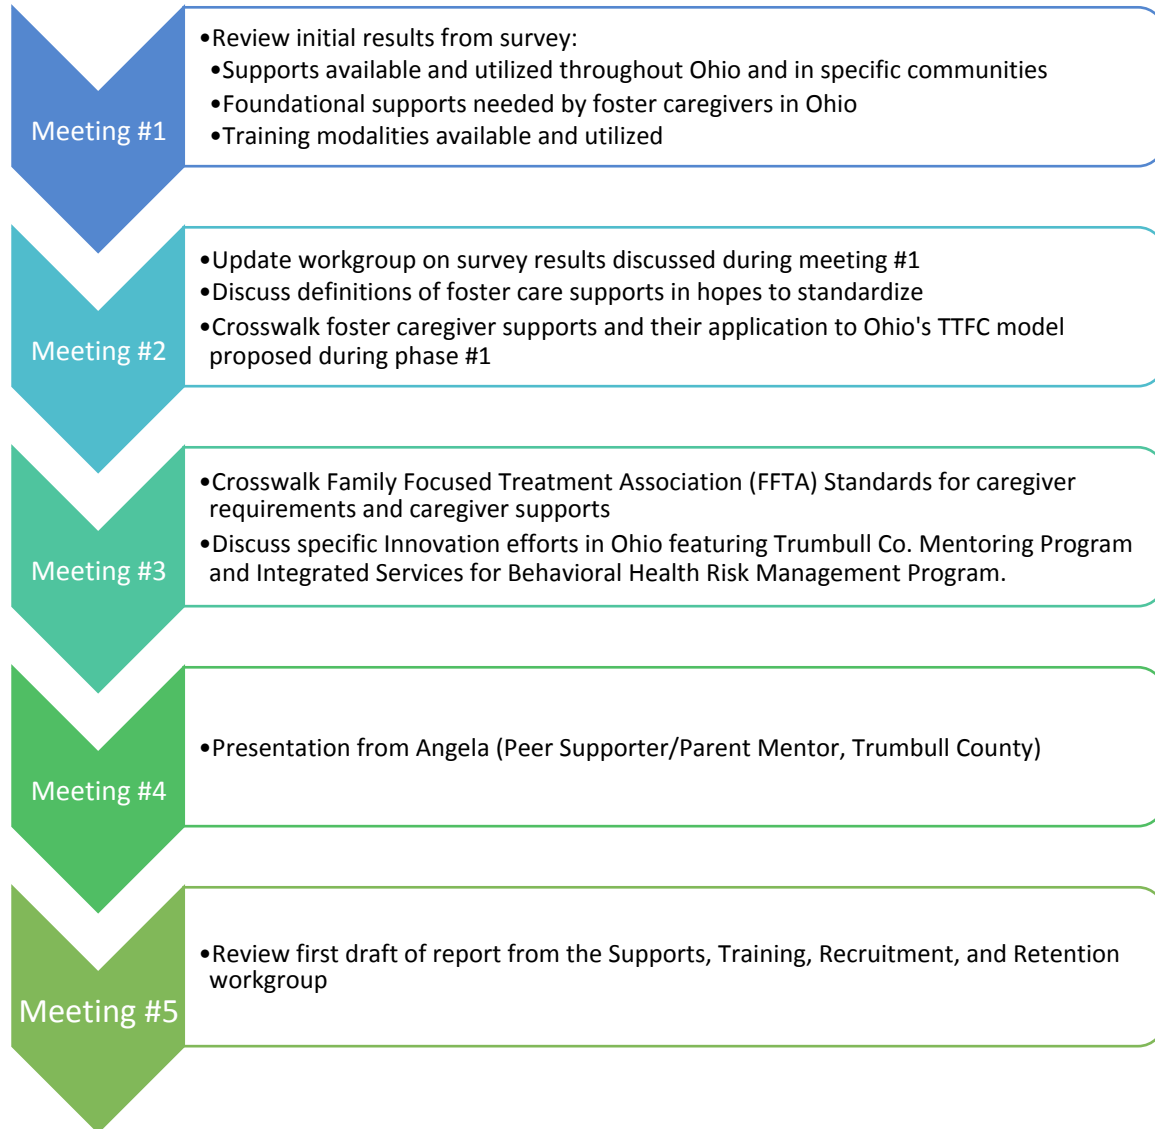 Meeting #1
•Review initial results from survey:
•Supports available and utilized throughout Ohio and in specific communities
•Foundational supports needed by foster caregivers in Ohio
•Training modalities available and utilized
Meeting #2
•Update workgroup on survey results discussed during meeting #1
•Discuss definitions of foster care supports in hopes to standardize
•Crosswalk foster caregiver supports and their application to Ohio's TTFC model
proposed during phase #1
Meeting #3
•Crosswalk Family Focused Treatment Association (FFTA) Standards for caregiver
requirements and caregiver supports
•Discuss specific Innovation efforts in Ohio featuring Trumbull Co. Mentoring Program
and Integrated Services for Behavioral Health Risk Management Program.
Meeting #4
•Presentation from Angela (Peer Supporter/Parent Mentor, Trumbull County)
Meeting #5
•Review first draft of report from the Supports, Training, Recruitment, and Retention
workgroup